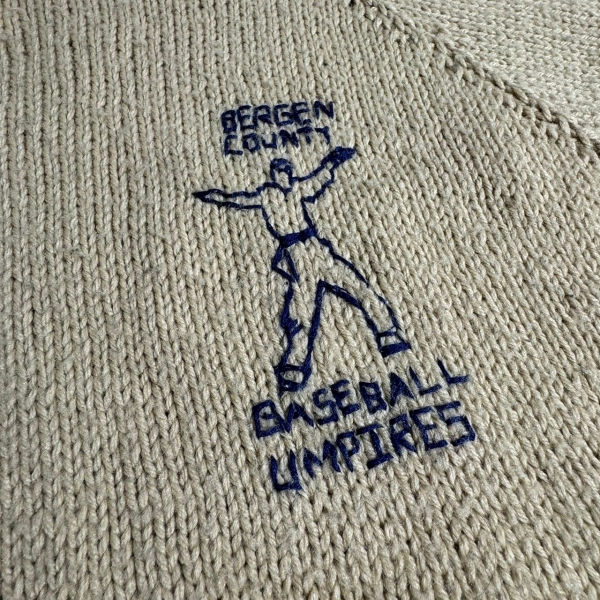 BERGEN
COUNTY
BASEBALL
UMPIRES